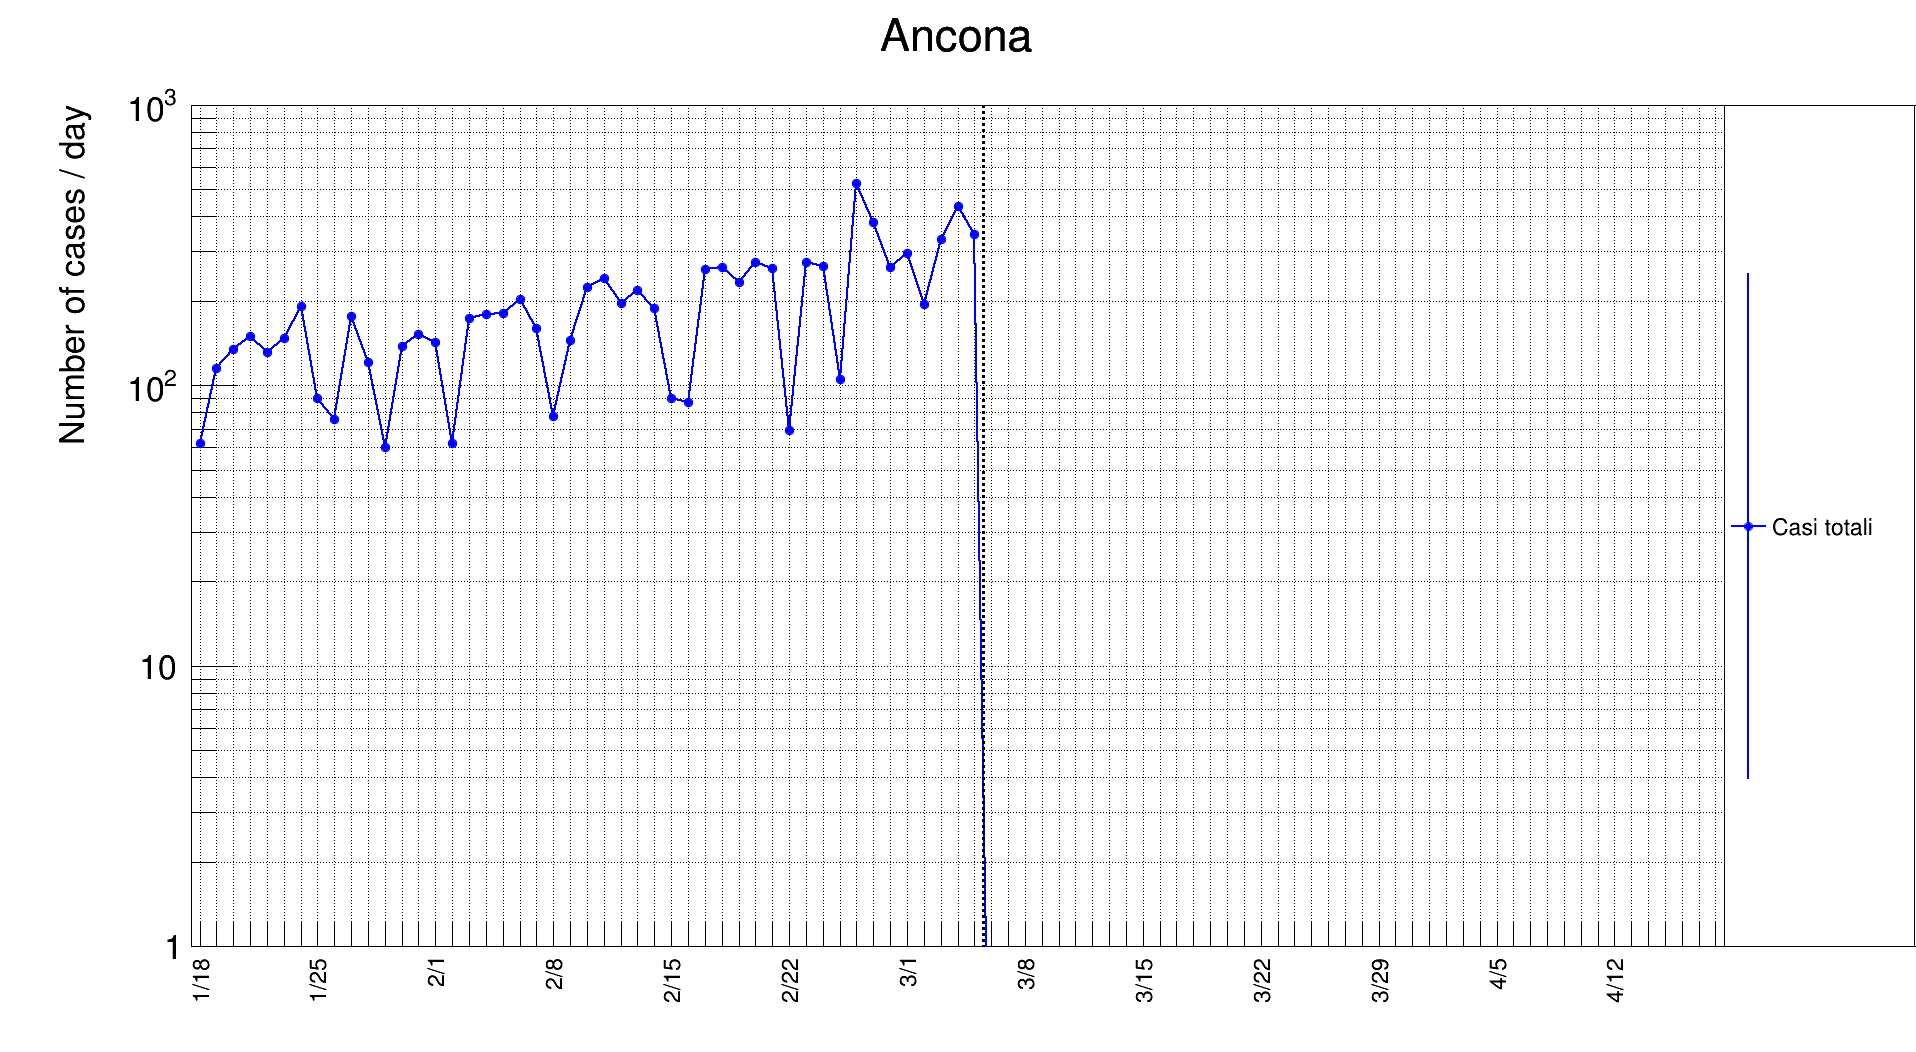 Ancona
Number of cases / day
10³
10²
10
1
1/18 1/25 2/1 2/8 2/15 2/22 3/1 3/8 3/15 3/22 3/29 4/5 4/12
Casi totali